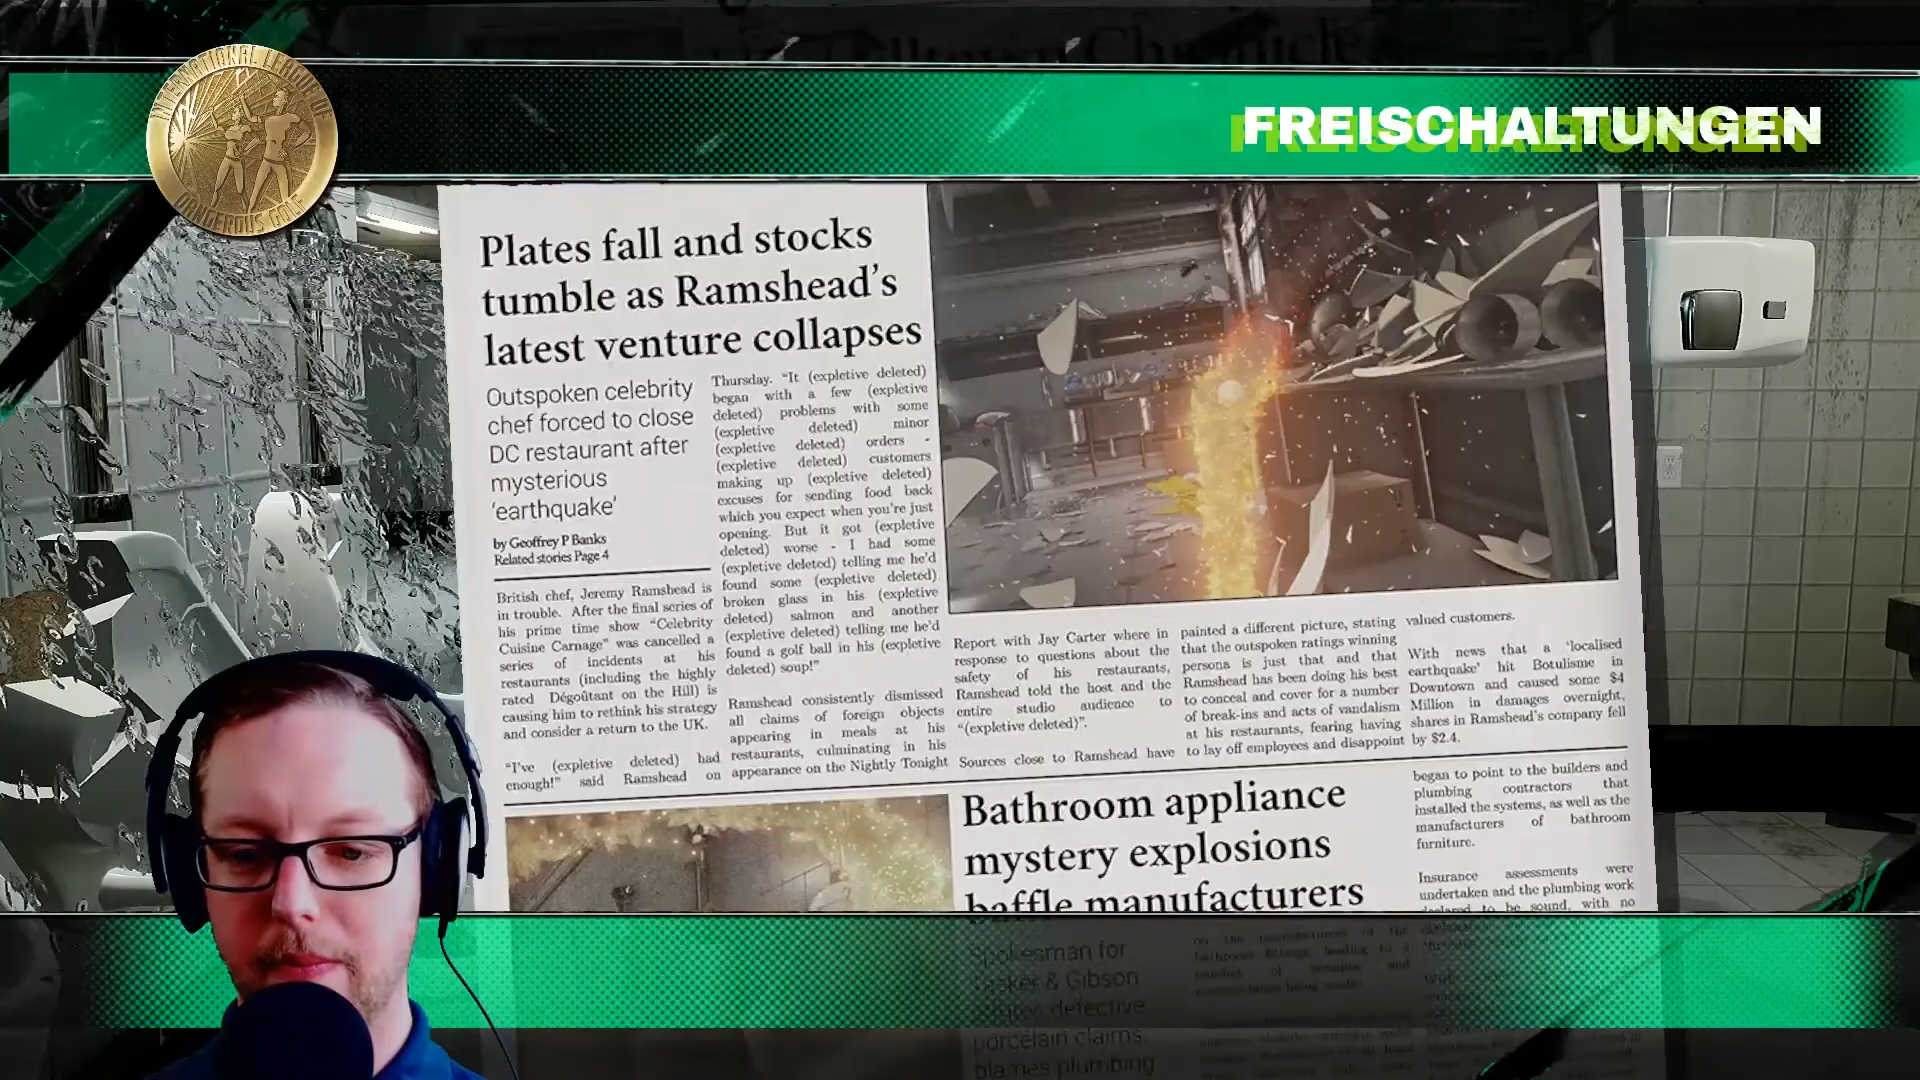 INTERNATIONAL LEAGUE OF
DANGEROUS GOLF
FREISCHALTUNGEN
Plates fall and stocks
tumble as Ramshead's
latest venture collapses
Outspoken celebrity
chef forced to close
DC restaurant after
mysterious
'earthquake'
by Geoffrey P Banks
Related stories Page 4
British chef, Jeremy Ramshead is
in trouble. After the final series of
his prime time show "Celebrity
Cuisine Carnage" was cancelled a
series of incidents at his
restaurants (including the highly
rated Dégoûtant on the Hill) is
causing him to rethink his strategy
and consider a return to the UK.
"I've (expletive deleted) had
enough!" said Ramshead on
Thursday. "It (expletive deleted)
began with a few (expletive
deleted) problems with some
(expletive deleted) minor
(expletive deleted) orders -
(expletive deleted) customers
making up (expletive deleted)
excuses for sending food back
which you expect when you're just
opening. But it got (expletive
deleted) worse - I had some
(expletive deleted) telling me he'd
found some (expletive deleted)
broken glass in his (expletive
deleted) salmon and another
(expletive deleted) telling me he'd
found a golf ball in his (expletive
deleted) soup!"
Ramshead consistently dismissed
all claims of foreign objects
appearing in meals at his
restaurants, culminating in his
appearance on the Nightly Tonight
Report with Jay Carter where in
response to questions about the
safety of his restaurants,
Ramshead told the host and the
entire studio audience to
"(expletive deleted)".
Sources close to Ramshead have
painted a different picture, stating
that the outspoken ratings winning
persona is just that and that
Ramshead has been doing his best
to conceal and cover for a number
of break-ins and acts of vandalism
at his restaurants, fearing having
to lay off employees and disappoint
valued customers.
With news that a 'localised
earthquake' hit Botulisme in
Downtown and caused some $4
Million in damages overnight,
shares in Ramshead's company fell
by $2.4.
Bathroom appliance
mystery explosions
baffle manufacturers
Spokesman for
& Gibson
defective
porcelain claims,
blames plumbing
began to point to the builders and
plumbing contractors that
installed the systems, as well as the
manufacturers of bathroom
furniture.
Insurance assessments were
undertaken and the plumbing work
declared to be sound, with no